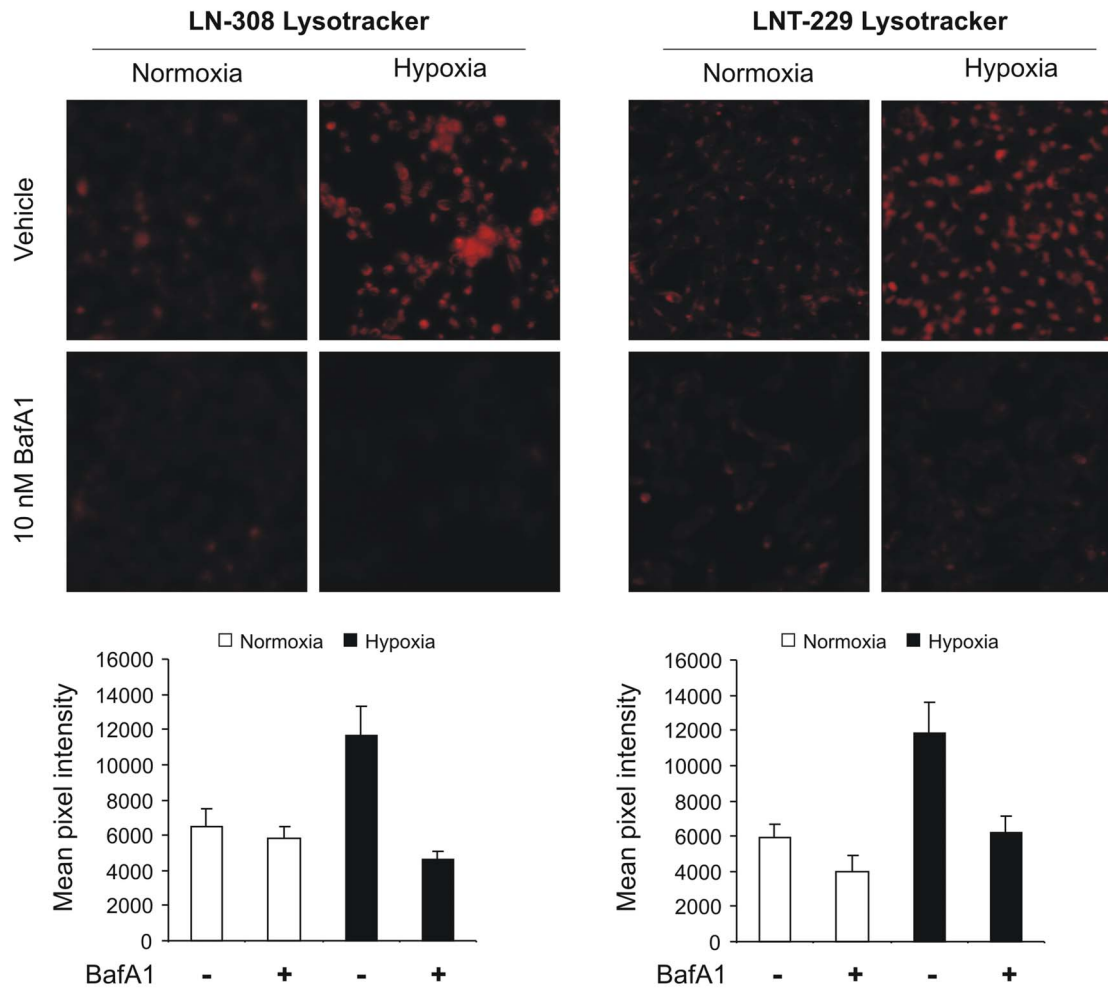 LN-308 Lysotracker
Normoxia Hypoxia
Vehicle
10 nM BafA1
LNT-229 Lysotracker
Normoxia Hypoxia
Normoxia Hypoxia
Mean pixel intensity
16000
14000
12000
10000
8000
6000
4000
2000
0
BafA1 - + - +
Normoxia Hypoxia
Mean pixel intensity
16000
14000
12000
10000
8000
6000
4000
2000
0
BafA1 - + - +